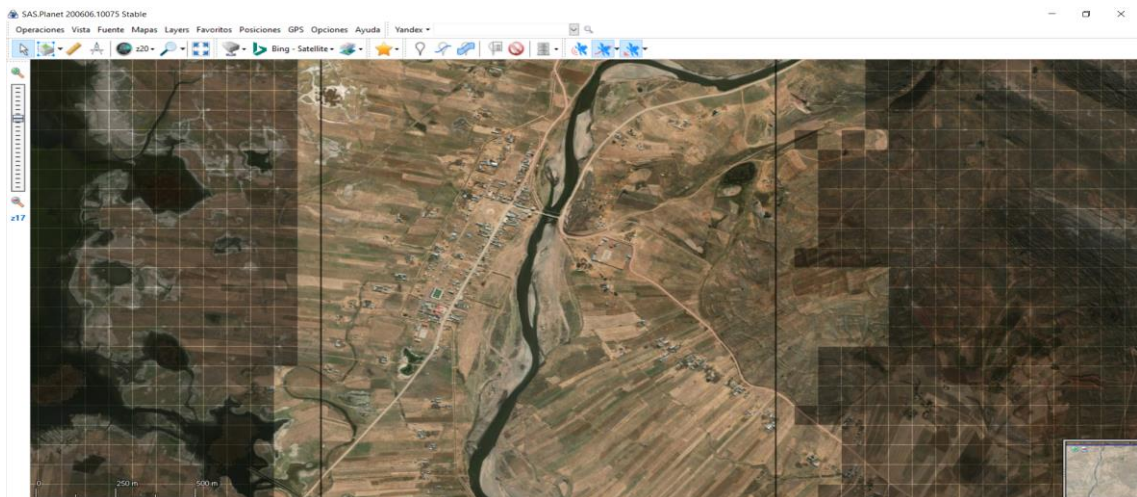 SAS.Planet 200606.10075 Stable
Operaciones Vista Fuente Mapas Layers Favoritos Posiciones GPS Opciones Ayuda Yandex
z20 Bing - Satellite
z17
0 250 m 500 m